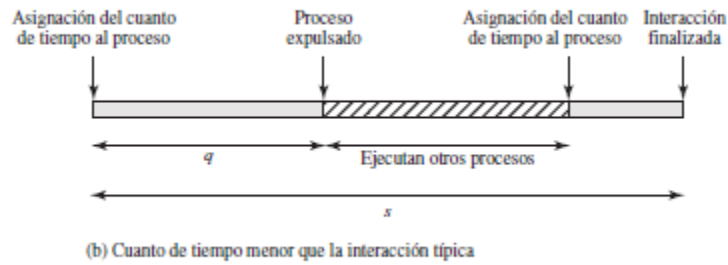 Asignación del cuanto
de tiempo al proceso
Proceso
expulsado
Asignación del cuanto
de tiempo al proceso
Interacción
finalizada
q
Ejecutan otros procesos
s
(b) Cuanto de tiempo menor que la interacción típica